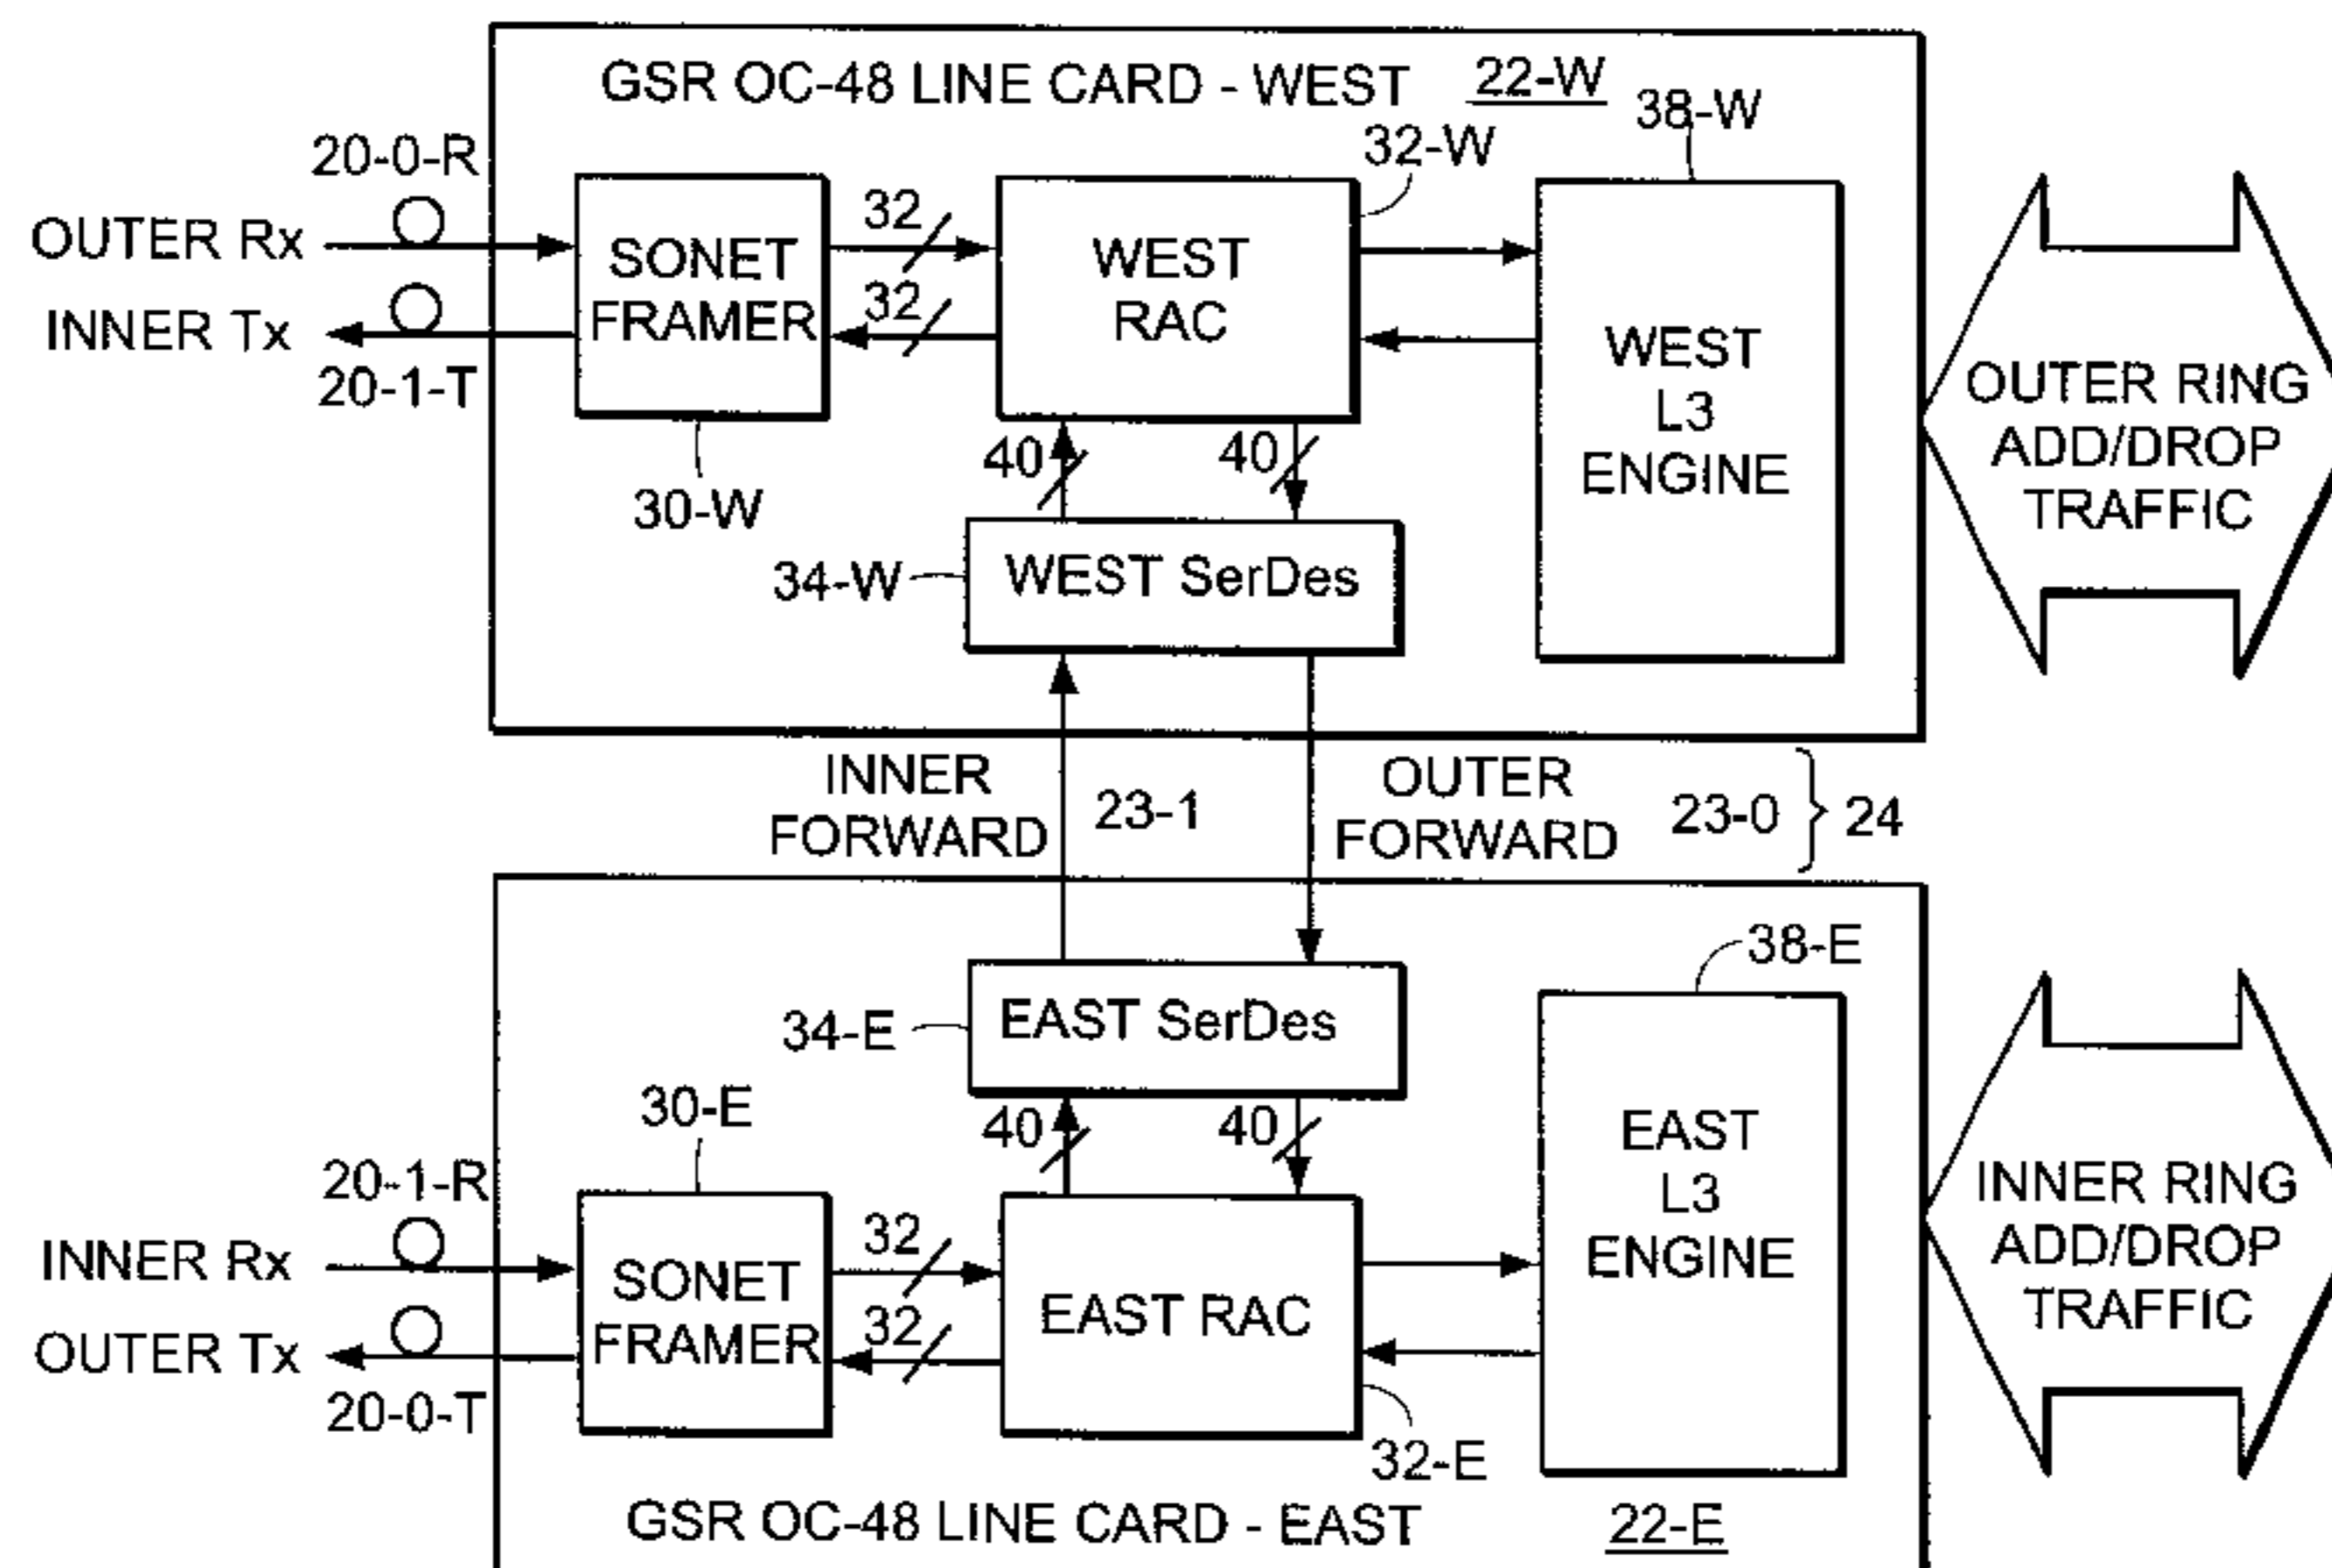 GSR OC-48 LINE CARD - WEST 22-W
38-W
32-W
20-0-R
OUTER Rx
INNER Tx
20-1-T
SONET
FRAMER
30-W
32
32
WEST
RAC
WEST
L3
ENGINE
OUTER RING
ADD/DROP
TRAFFIC
40
40
34-W
WEST SerDes
INNER
FORWARD
23-1
OUTER
FORWARD
23-0
24
38-E
34-E
EAST SerDes
40
40
30-E
20-1-R
INNER Rx
OUTER Tx
20-0-T
SONET
FRAMER
32
32
EAST RAC
32-E
EAST
L3
ENGINE
INNER RING
ADD/DROP
TRAFFIC
GSR OC-48 LINE CARD - EAST 22-E